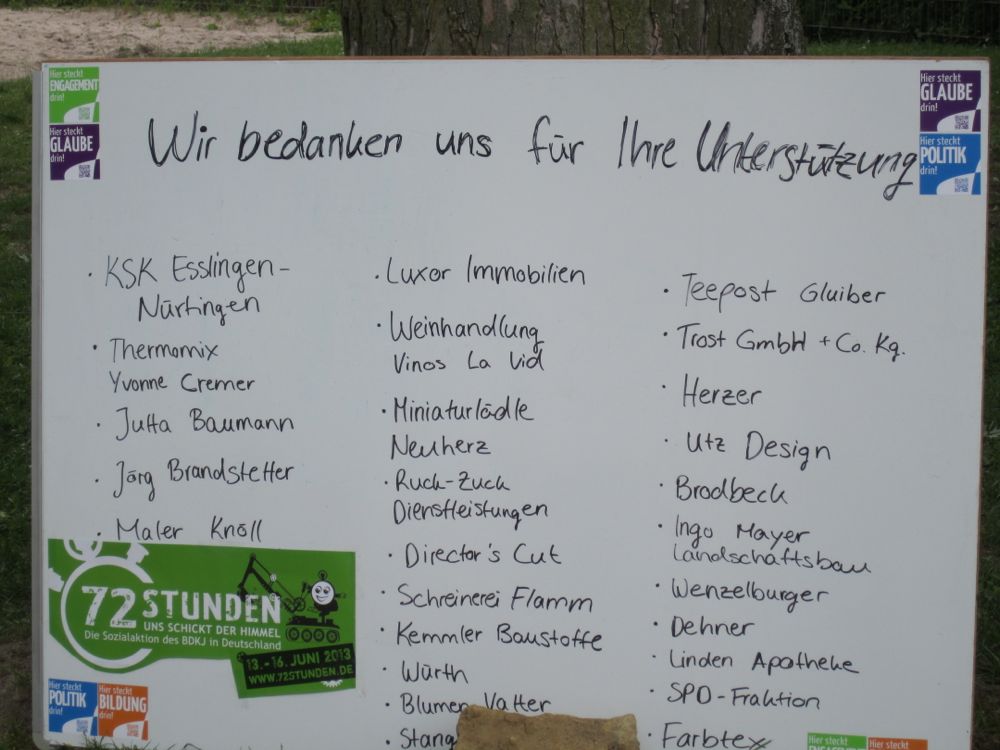 Hier steckt
ENGAGEMENT
drin!
Hier steckt
GLAUBE
drin!
Hier steckt
GLAUBE
drin!
Hier steckt
POLITIK
drin!
Wir bedanken uns für Ihre Unterstützung
· KSK Esslingen-
Nürtingen
· Thermomix
Yvonne Cremer
· Jutta Baumann
· Jörg Brandstetter
· Maler Knöll
· Luxor Immobilien
· Weinhandlung
Vinos La Vid
· Miniaturlädle
Neuherz
· Ruck-Zuck
Dienstleistungen
· Director's Cut
· Schreinerei Flamm
· Kemmler Baustoffe
· Würth
· Blumen Vatter
· Stang
· Teepost Gluiber
· Trost GmbH + Co. Kg.
· Herzer
· Utz Design
· Brodbeck
· Ingo Mayer
Landschaftsbau
· Wenzelburger
· Dehner
· Linden Apotheke
· SPD-Fraktion
· Farbtex
72 STUNDEN
UNS SCHICKT DER HIMMEL
Die Sozialaktion des BDKJ in Deutschland
13.-16. JUNI 2013
WWW.72STUNDEN.DE
Hier steckt
POLITIK
drin!
Hier steckt
BILDUNG
drin!
Hier steckt
Hier steckt